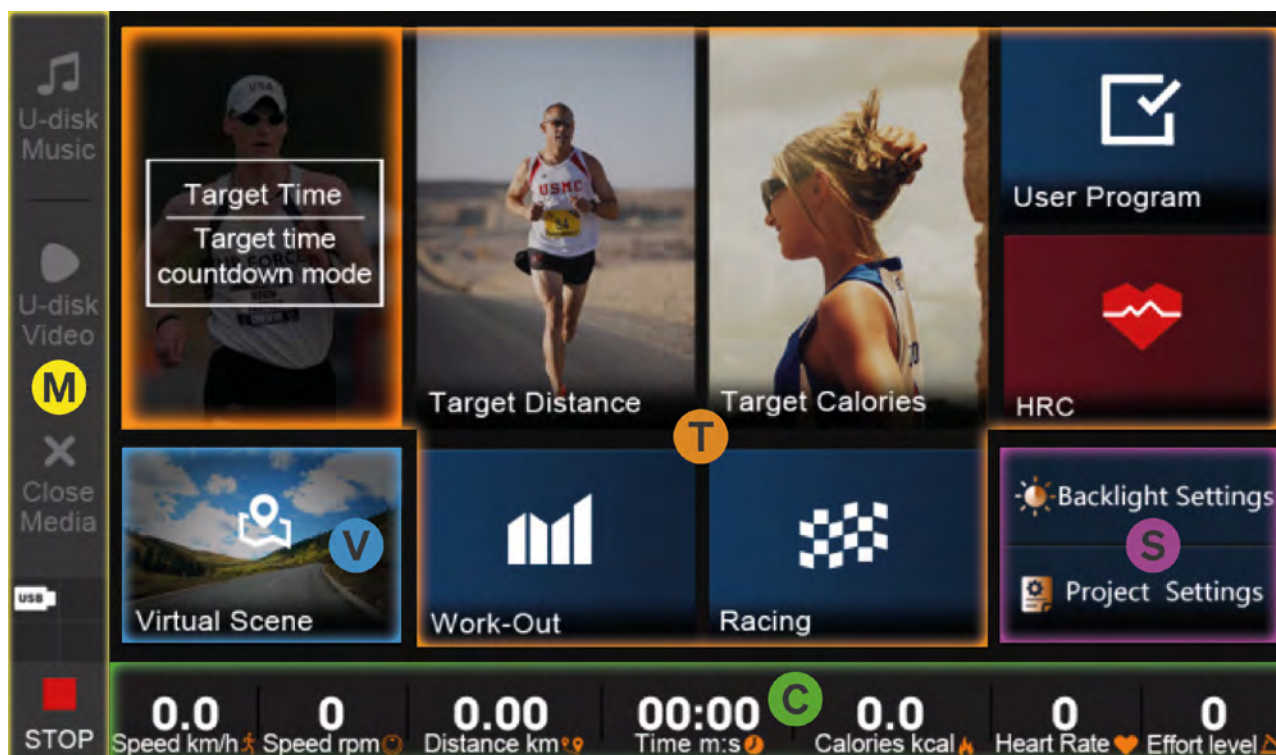 U-disk
Music
U-disk
Video
M
Close
Media
USB
STOP
USA
Target Time
Target time
countdown mode
USMC
54
Target Distance
Target Calories
User Program
HRC
T
V
Virtual Scene
Work-Out
Racing
Backlight Settings
S
Project Settings
C
0.0
Speed km/h
0
Speed rpm
0.00
Distance km
00:00
Time m:s
0.0
Calories kcal
0
Heart Rate
0
Effort level